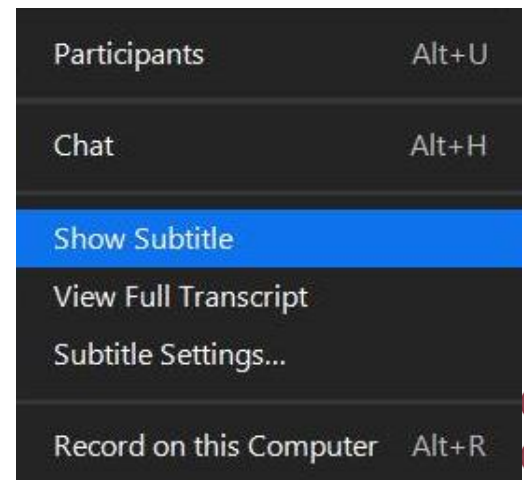 Participants Alt+U
Chat Alt+H
Show Subtitle
View Full Transcript
Subtitle Settings...
Record on this Computer Alt+R